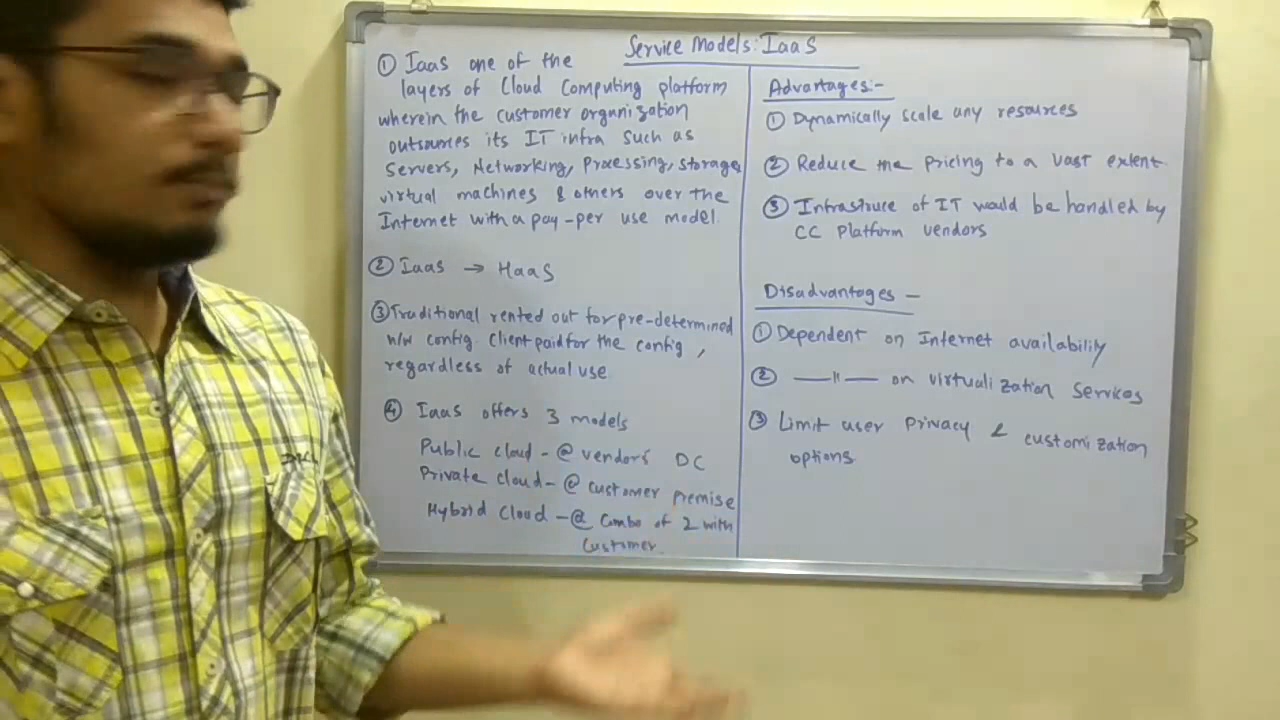 Service Models: IaaS
① IaaS one of the
layers of Cloud Computing platform
wherein the customer organization
outsources its IT infra such as
Servers, Networking, Processing, storage,
virtual machines & others over the
Internet with a pay-per use model.
② IaaS → HaaS
③ Traditional rented out for pre-determined
h/w config. Client paid for the config,
regardless of actual use.
④ IaaS offers 3 models
Public cloud - @ vendors' DC
Private cloud - @ customer premise
Hybrid cloud - @ Combo of 2 with
customer.
Advantages:-
① Dynamically scale any resources
② Reduce the pricing to a vast extent
③ Infrastruce of IT would be handled by
CC Platform vendors
Disadvantages -
① Dependent on Internet availability
② —"— on virtualization services
③ Limit user privacy & customization
options